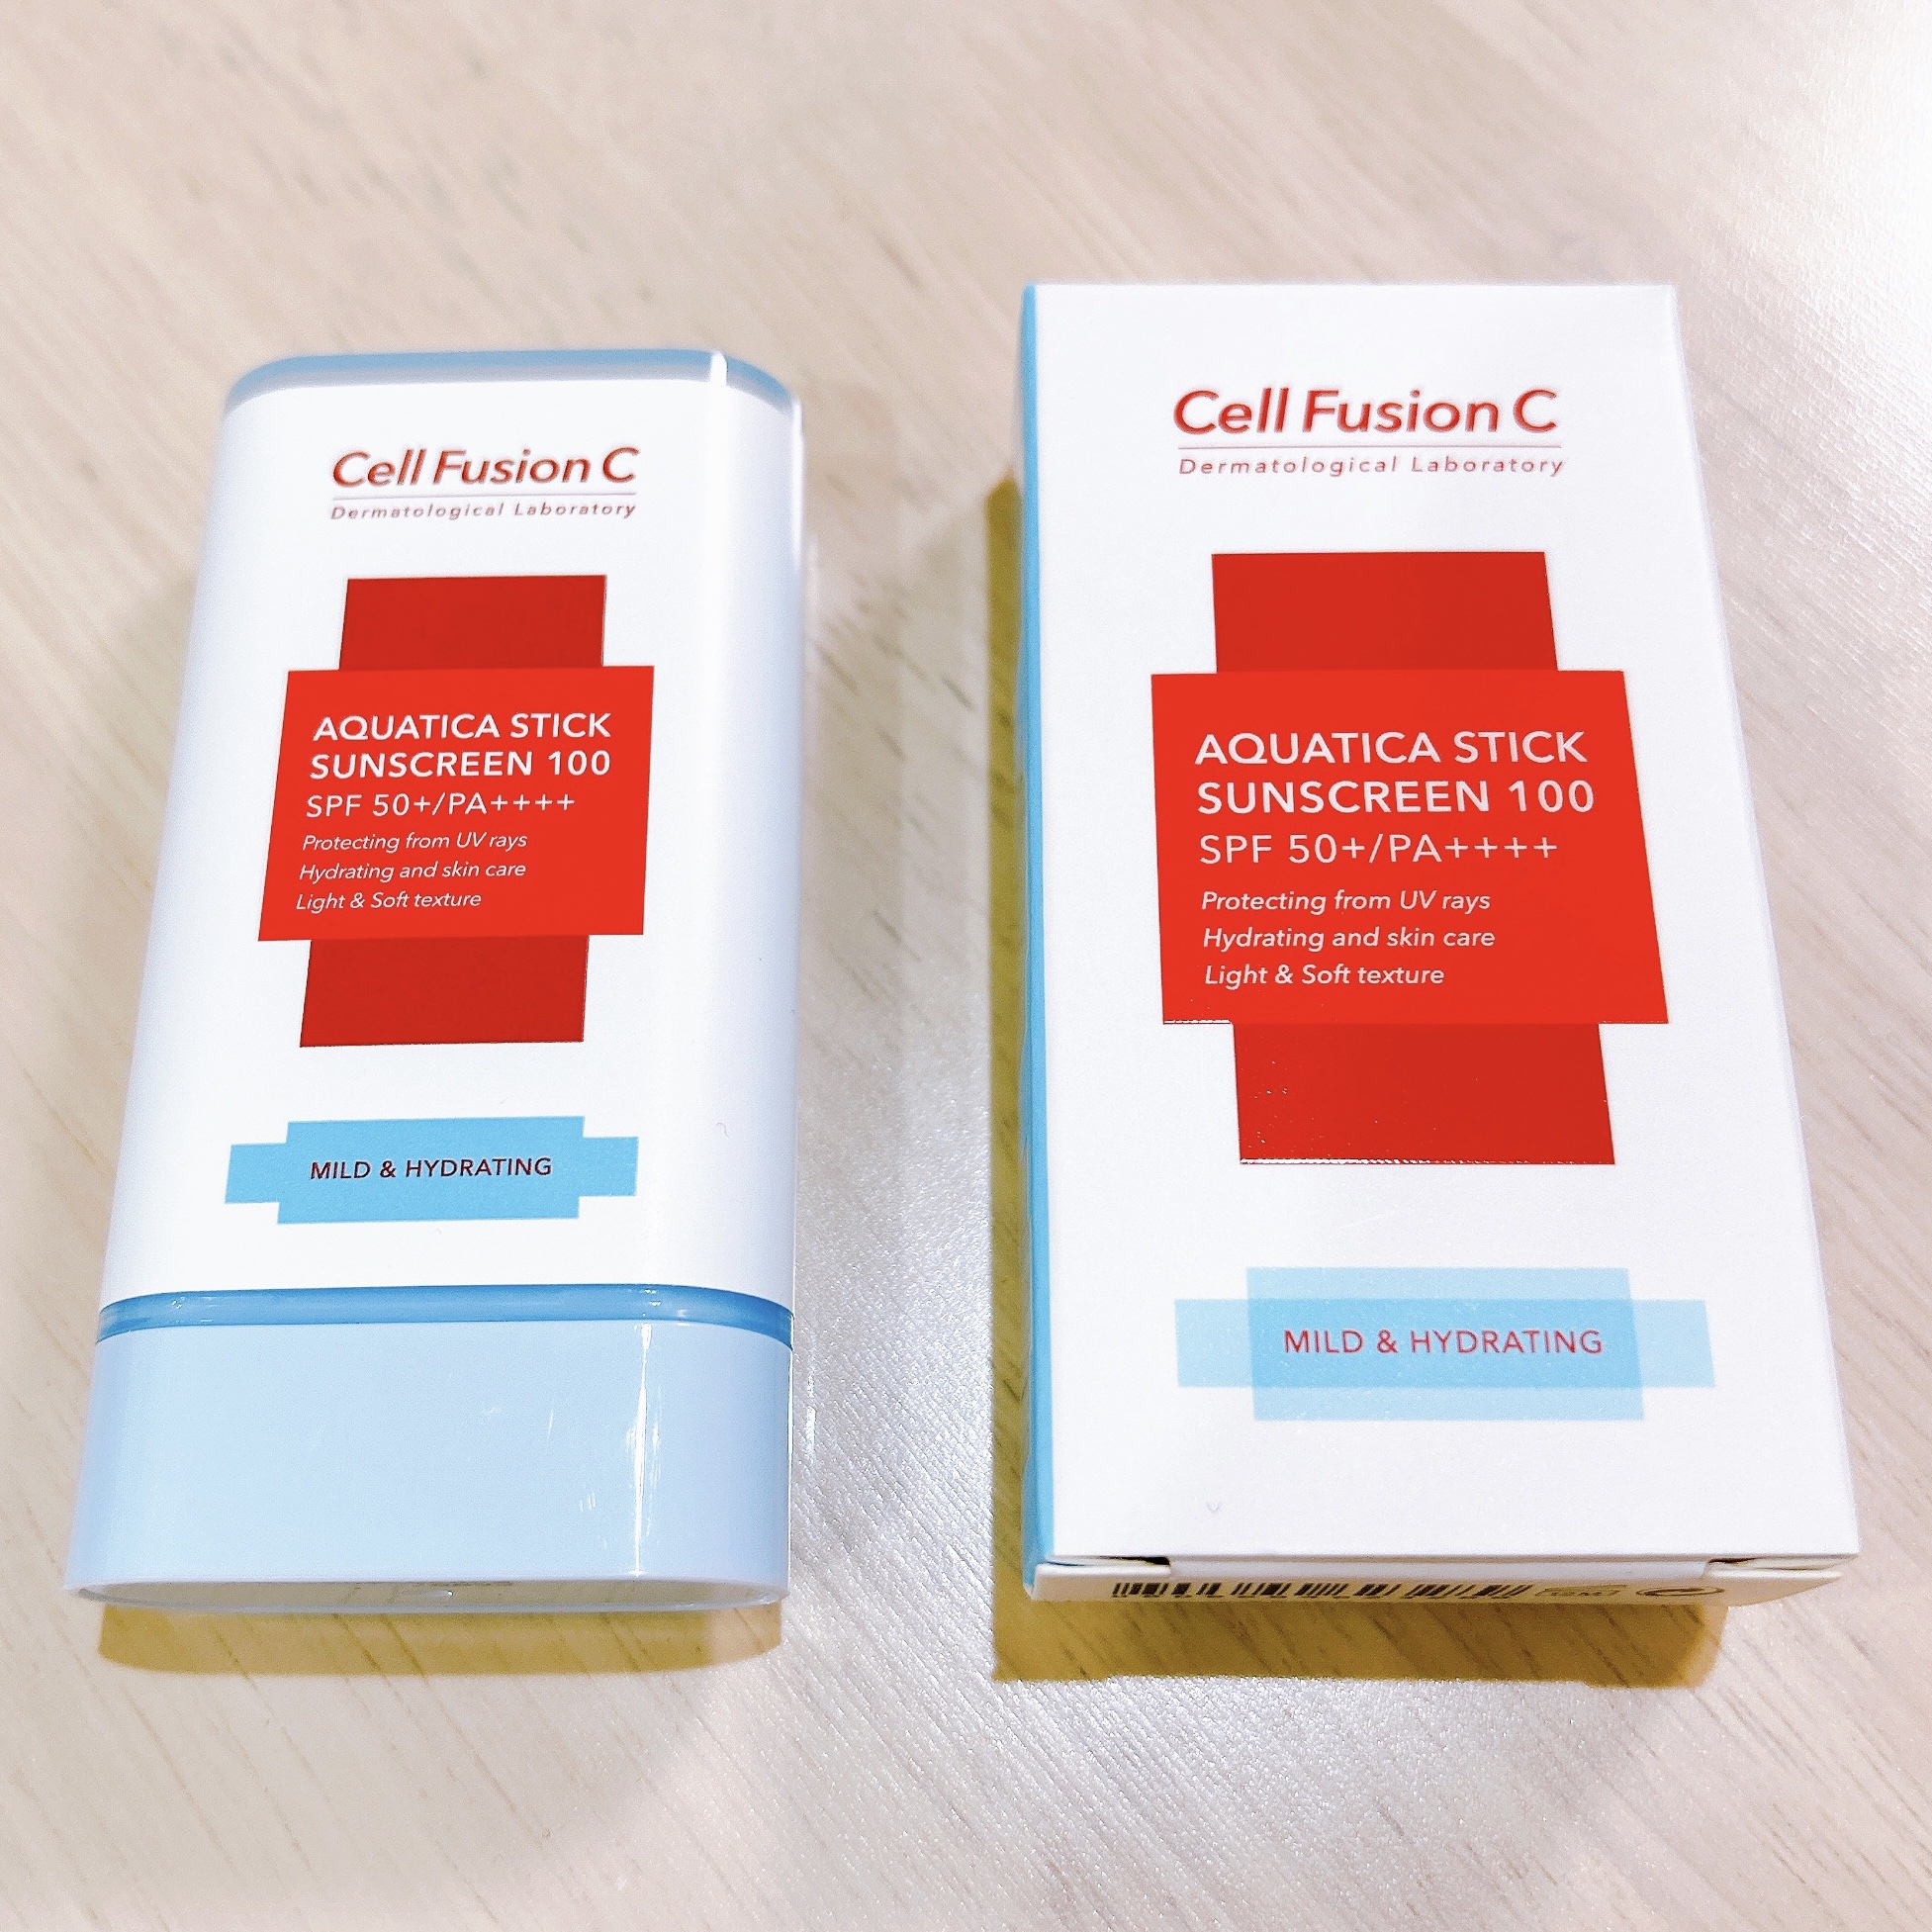 Cell Fusion C
Dermatological Laboratory
AQUATICA STICK
SUNSCREEN 100
SPF 50+/PA++++
Protecting from UV rays
Hydrating and skin care
Light & Soft texture
MILD & HYDRATING
Cell Fusion C
Dermatological Laboratory
AQUATICA STICK
SUNSCREEN 100
SPF 50+/PA++++
Protecting from UV rays
Hydrating and skin care
Light & Soft texture
MILD & HYDRATING